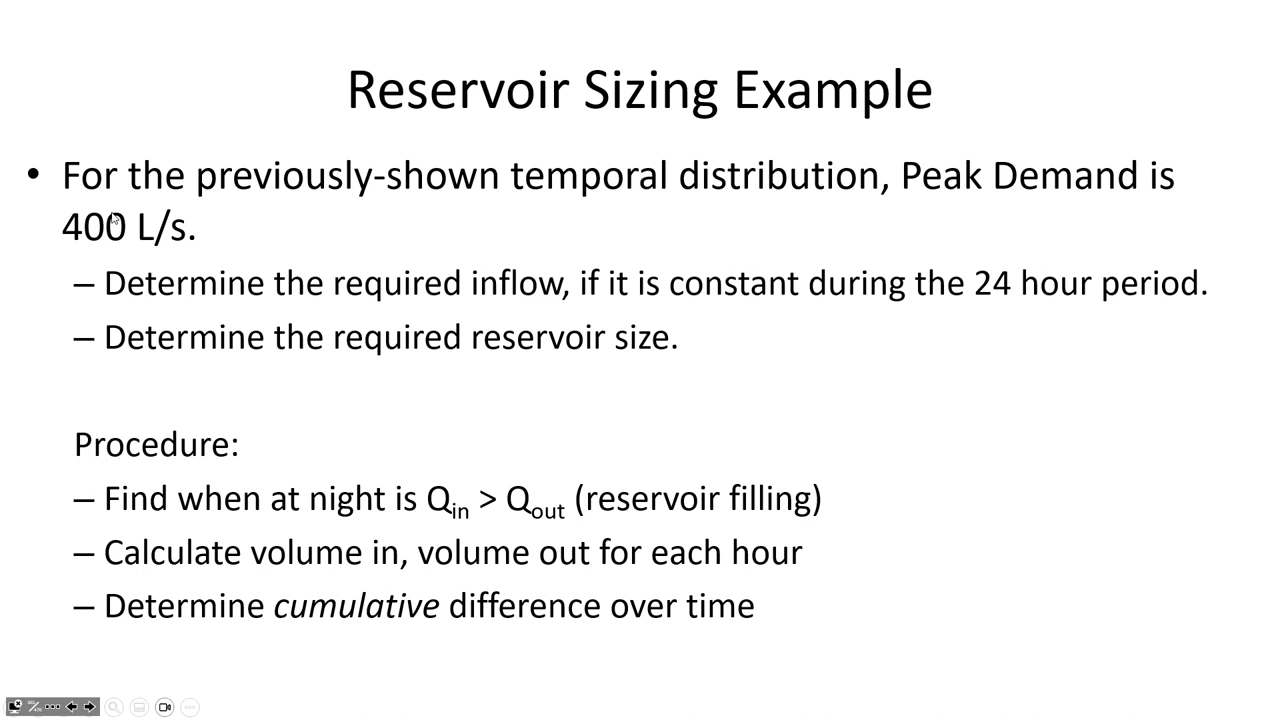 Reservoir Sizing Example
• For the previously-shown temporal distribution, Peak Demand is
400 L/s.
– Determine the required inflow, if it is constant during the 24 hour period.
– Determine the required reservoir size.
Procedure:
– Find when at night is Qin > Qout (reservoir filling)
– Calculate volume in, volume out for each hour
– Determine cumulative difference over time